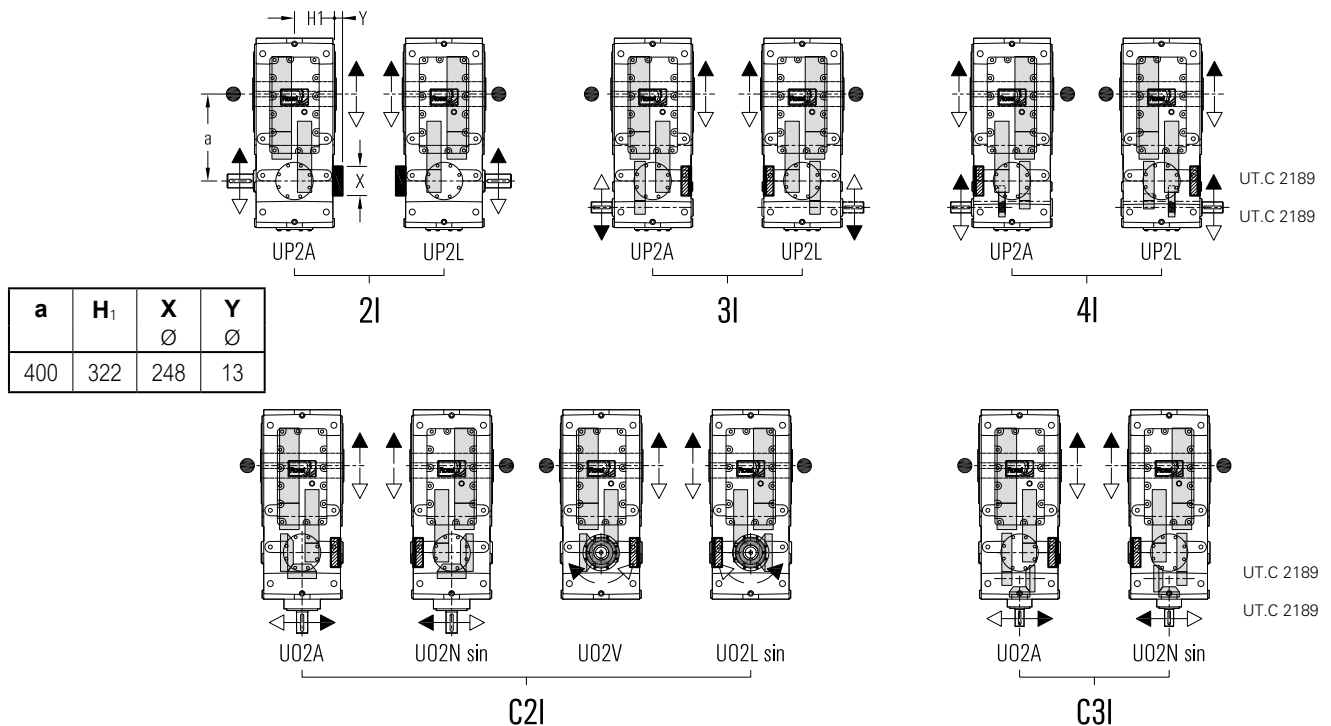 H1 Y
a
X
UT.C 2189
UT.C 2189
UP2A UP2L UP2A UP2L UP2A UP2L
2I 3I 4I
a H1 X Y
Ø Ø
400 322 248 13
UT.C 2189
UT.C 2189
UO2A UO2N sin UO2V UO2L sin UO2A UO2N sin
C2I C3I